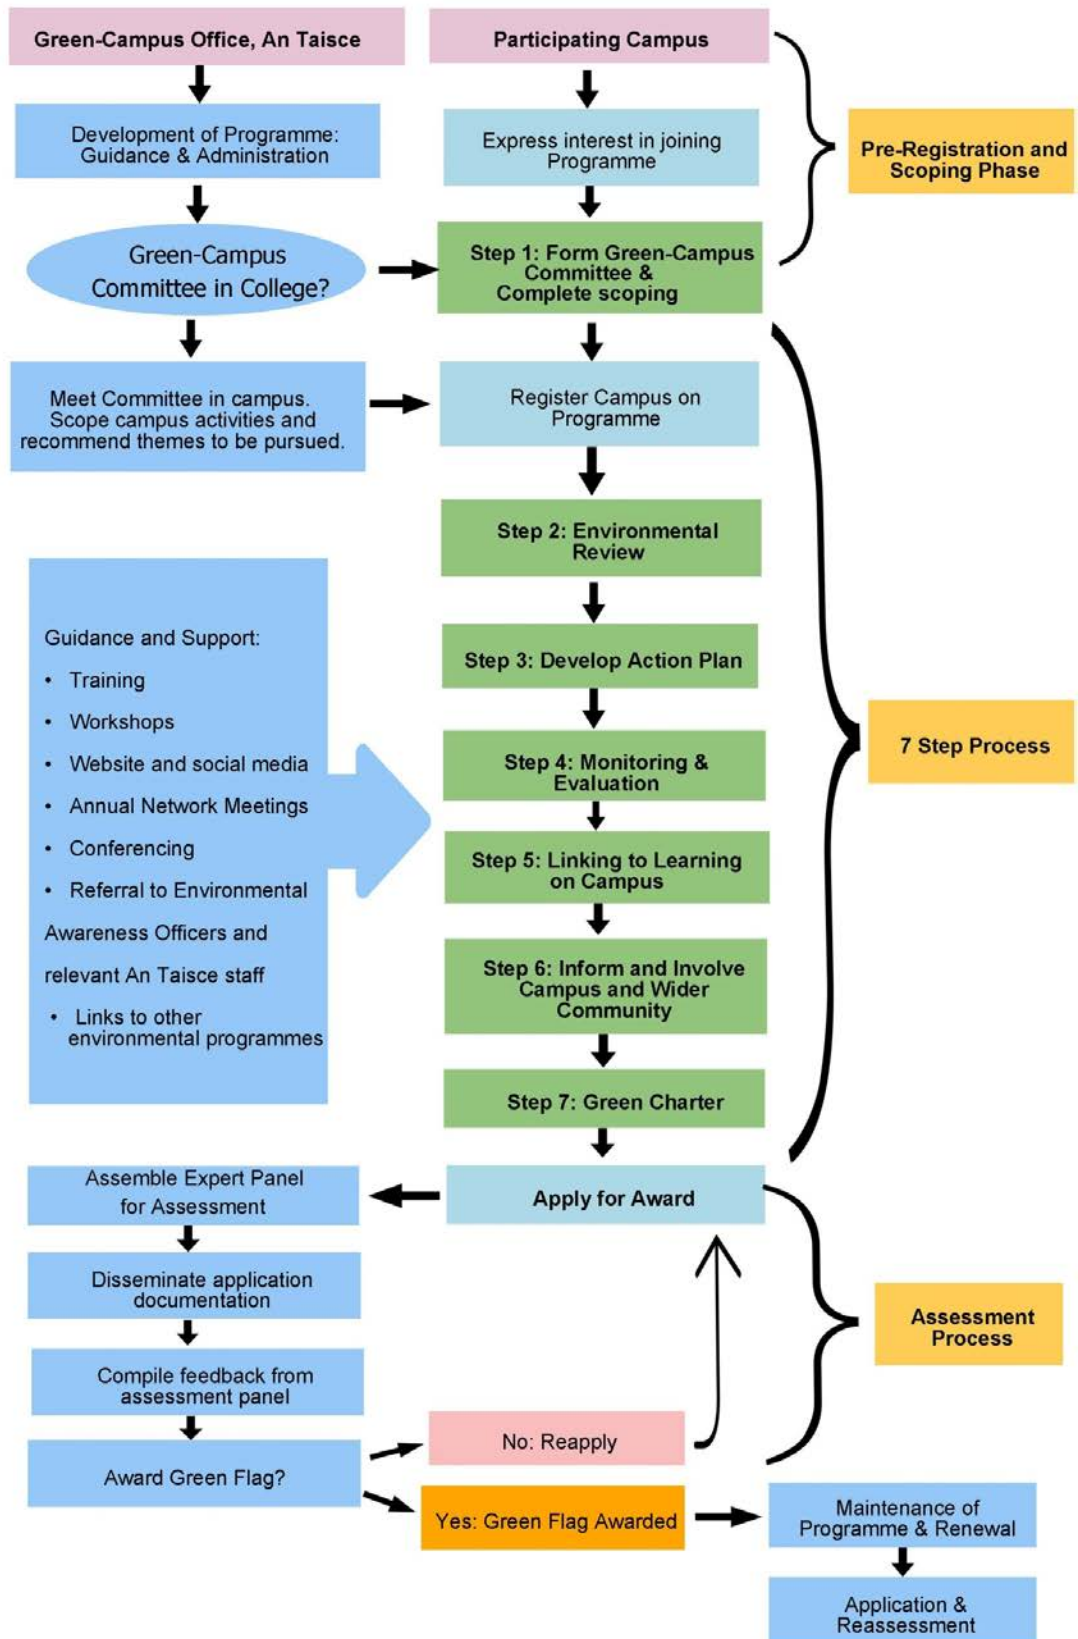 Green-Campus Office, An Taisce
Participating Campus
Development of Programme:
Guidance & Administration
Express interest in joining
Programme
Pre-Registration and
Scoping Phase
Green-Campus
Committee in College?
Step 1: Form Green-Campus
Committee &
Complete scoping
Meet Committee in campus.
Scope campus activities and
recommend themes to be pursued.
Register Campus on
Programme
Step 2: Environmental
Review
Guidance and Support:
• Training
• Workshops
• Website and social media
• Annual Network Meetings
• Conferencing
• Referral to Environmental
Awareness Officers and
relevant An Taisce staff
• Links to other
environmental programmes
Step 3: Develop Action Plan
Step 4: Monitoring &
Evaluation
7 Step Process
Step 5: Linking to Learning
on Campus
Step 6: Inform and Involve
Campus and Wider
Community
Step 7: Green Charter
Apply for Award
Assemble Expert Panel
for Assessment
Disseminate application
documentation
Assessment
Process
Compile feedback from
assessment panel
Award Green Flag?
No: Reapply
Yes: Green Flag Awarded
Maintenance of
Programme & Renewal
Application &
Reassessment